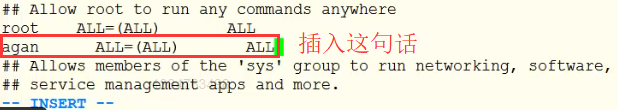 ## Allow root to run any commands anywhere
root    ALL=(ALL)       ALL
agan      ALL=(ALL)       ALL 插入这句话
## Allows members of the 'sys' group to run networking, software,
## service management apps and more.
-- INSERT --